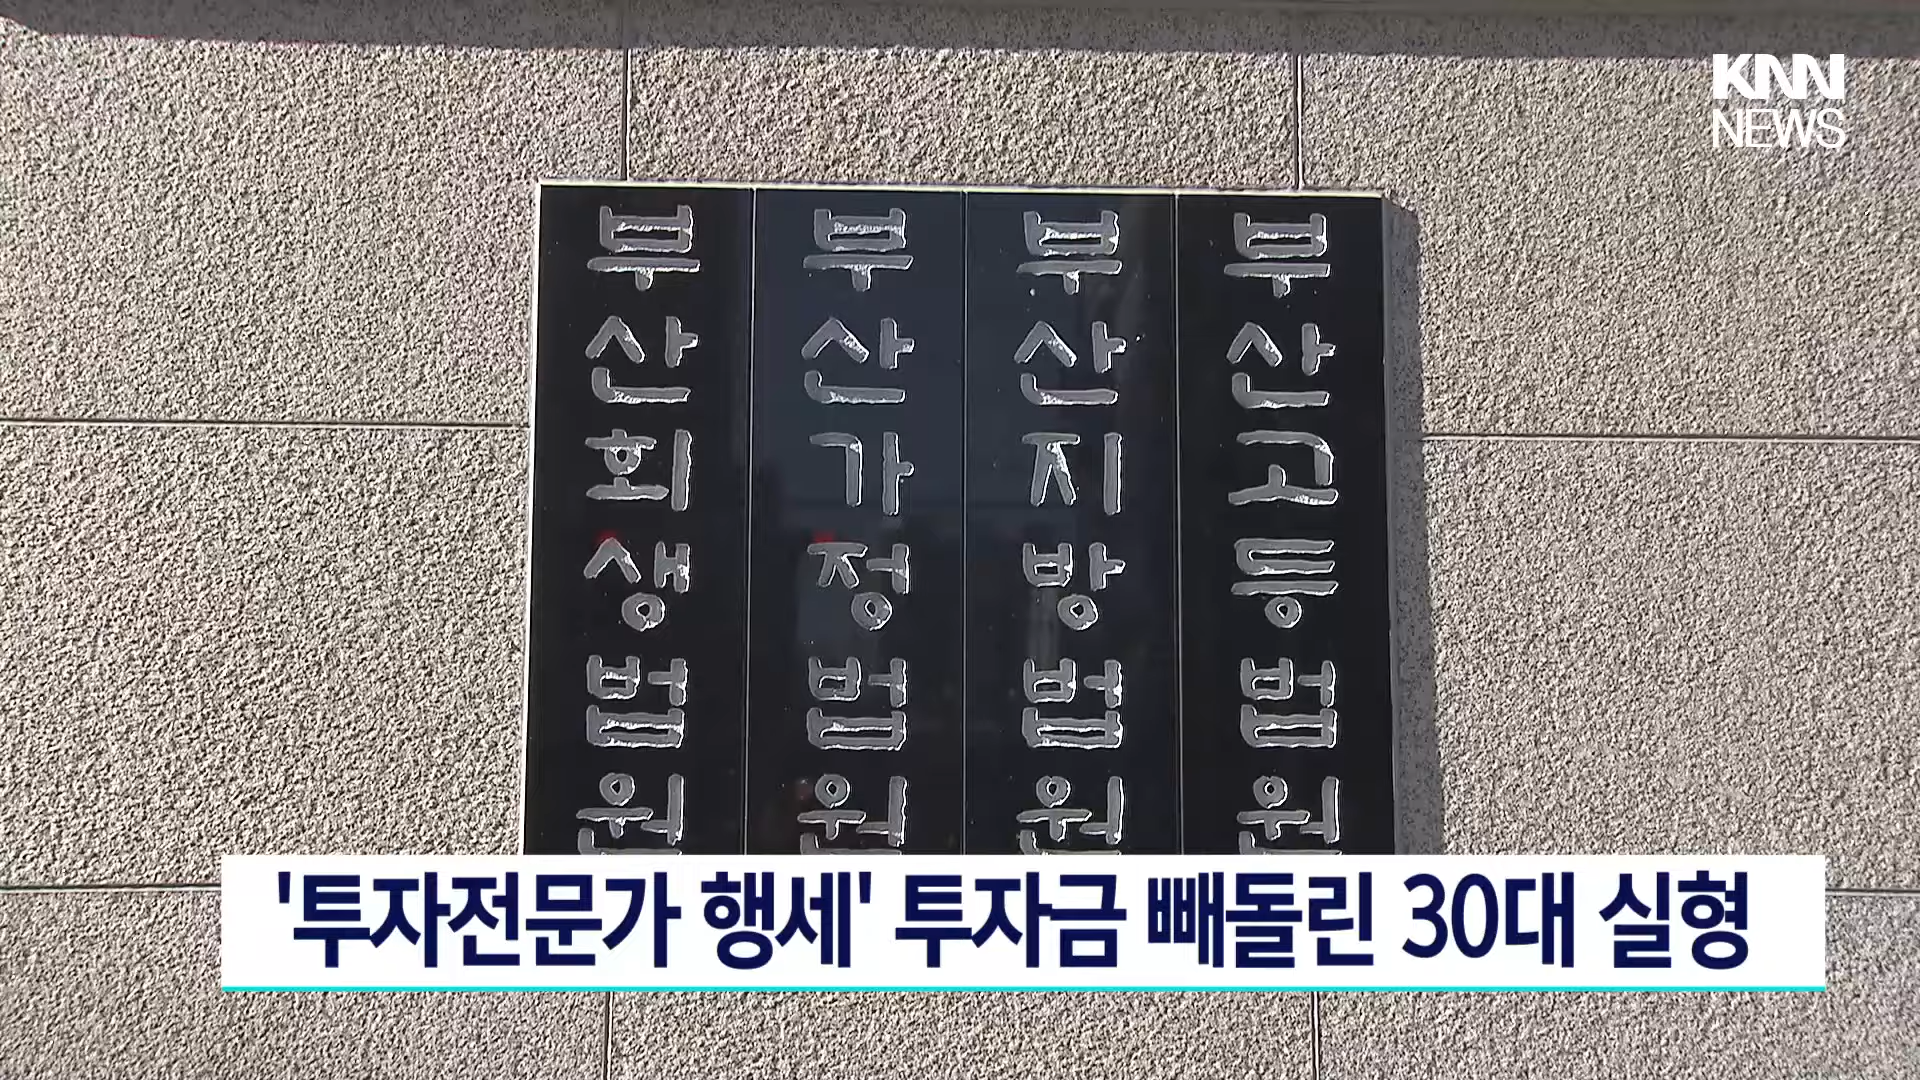 KNN
NEWS
부산회생법원
부산가정법원
부산지방법원
부산고등법원
'투자전문가 행세' 투자금 빼돌린 30대 실형